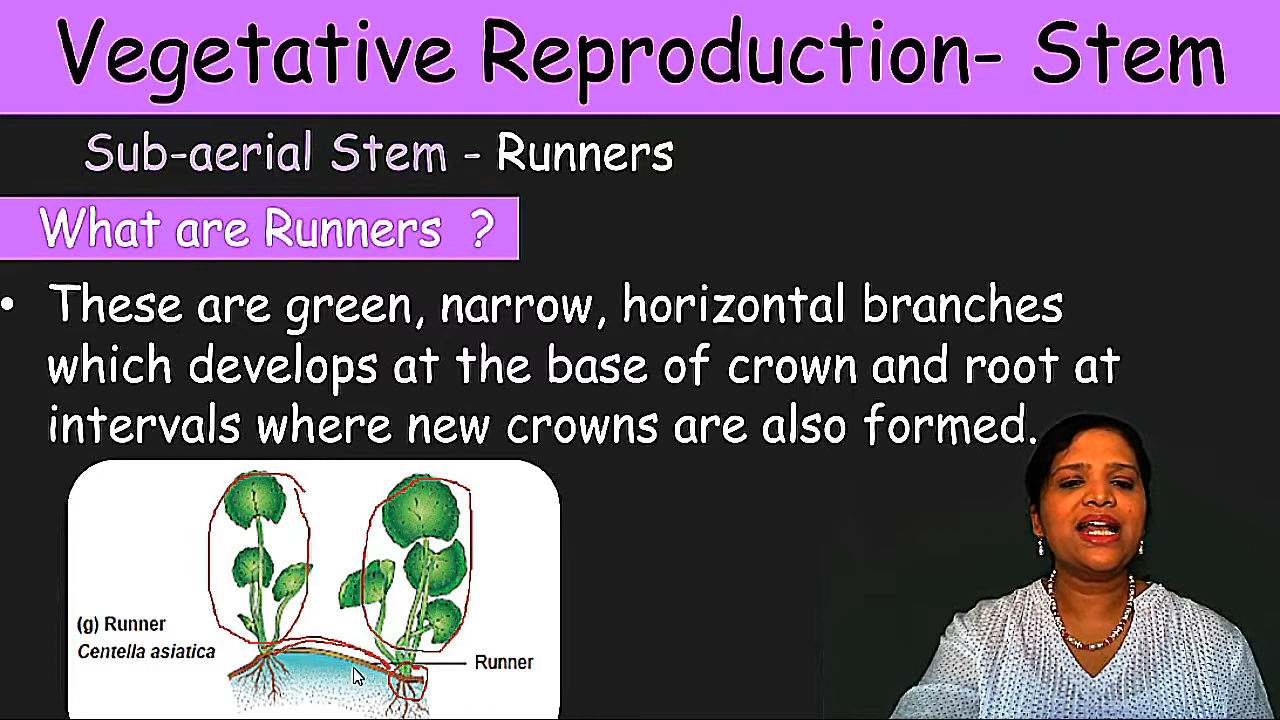 Vegetative Reproduction- Stem
Sub-aerial Stem - Runners
What are Runners ?
• These are green, narrow, horizontal branches
which develops at the base of crown and root at
intervals where new crowns are also formed.
(g) Runner
Centella asiatica
Runner